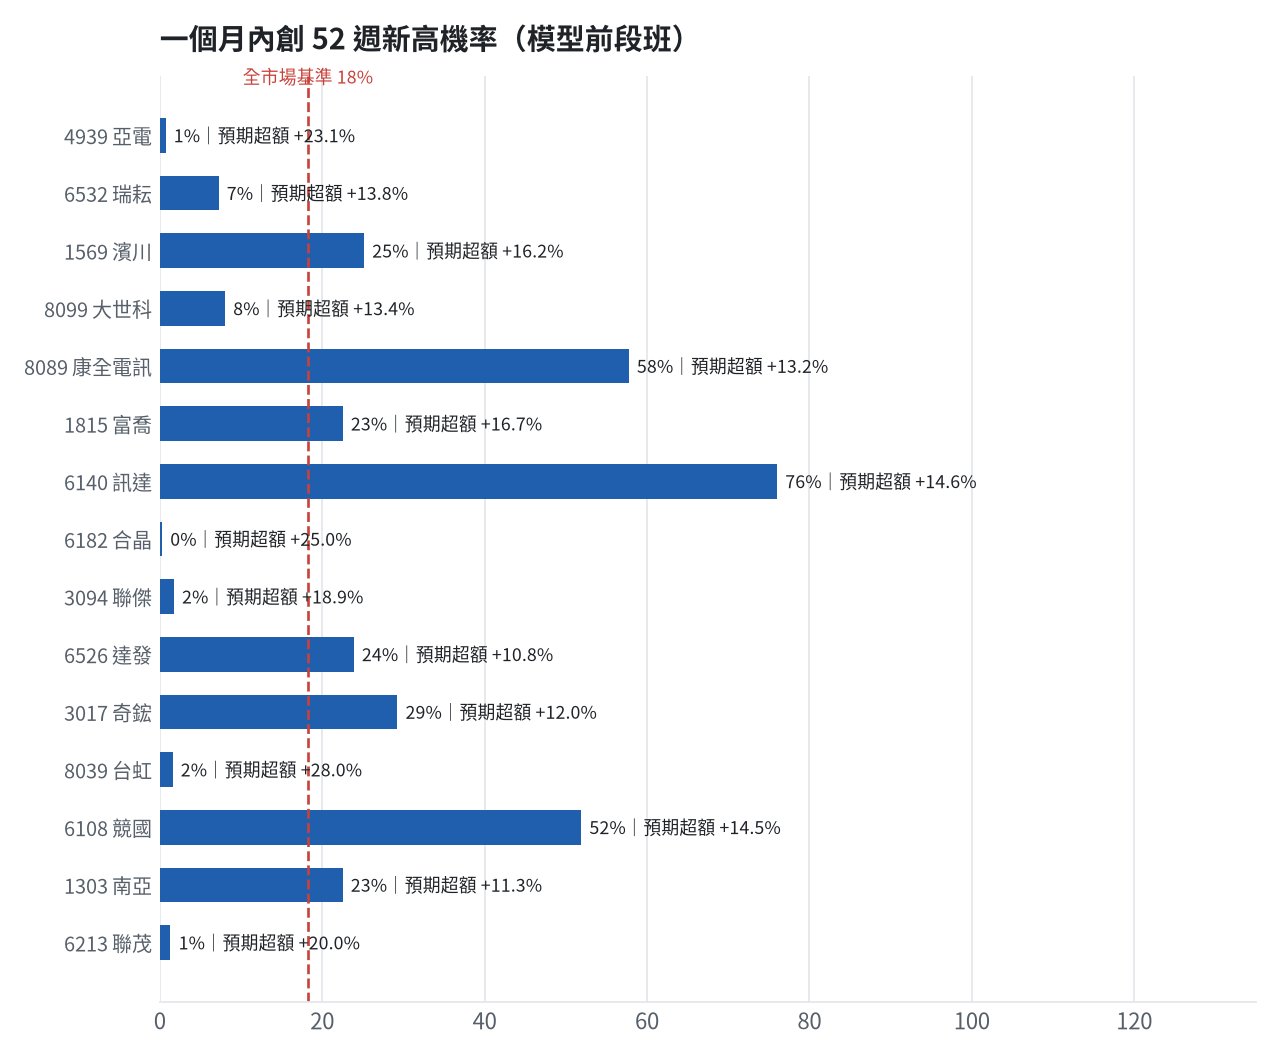 一個月內創 52 週新高機率（模型前段班）
全市場基準 18%
4939 亞電 1%｜預期超額 +23.1%
6532 瑞耘 7%｜預期超額 +13.8%
1569 濱川 25%｜預期超額 +16.2%
8099 大世科 8%｜預期超額 +13.4%
8089 康全電訊 58%｜預期超額 +13.2%
1815 富喬 23%｜預期超額 +16.7%
6140 訊達 76%｜預期超額 +14.6%
6182 合晶 0%｜預期超額 +25.0%
3094 聯傑 2%｜預期超額 +18.9%
6526 達發 24%｜預期超額 +10.8%
3017 奇鋐 29%｜預期超額 +12.0%
8039 台虹 2%｜預期超額 +28.0%
6108 競國 52%｜預期超額 +14.5%
1303 南亞 23%｜預期超額 +11.3%
6213 聯茂 1%｜預期超額 +20.0%
0 20 40 60 80 100 120